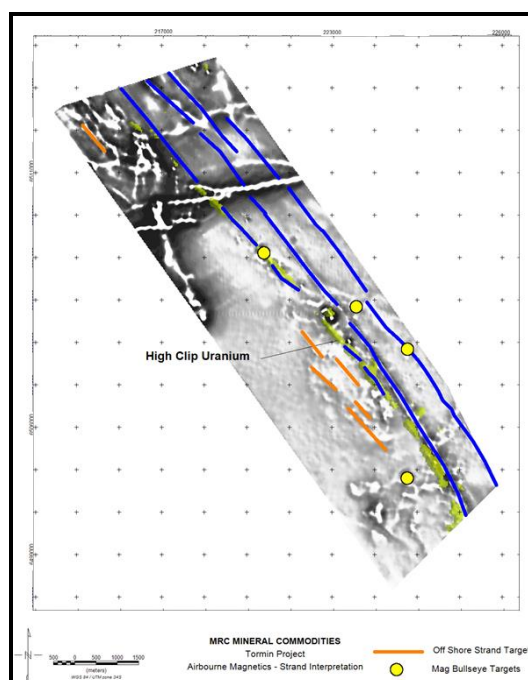 217000 223000
High Clip Uranium
MRC MINERAL COMMODITIES
Tormin Project
Airbourne Magnetics - Strand Interpretation
Off Shore Strand Target
Mag Bullseye Targets
500 0 500 1000 1500
(meters)